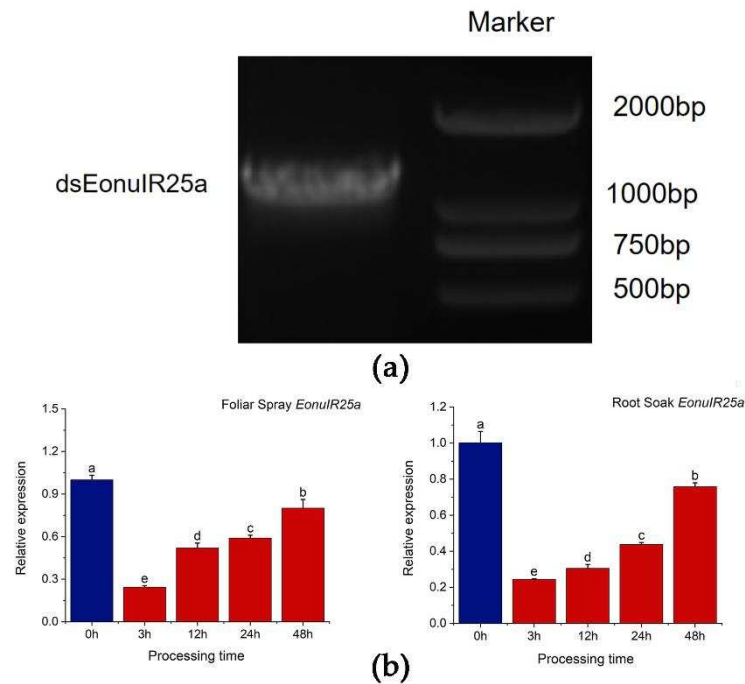 Marker
2000bp
dsEonuIR25a
1000bp
750bp
500bp
(a)
Foliar Spray EonuIR25a
Relative expression
1.5
1.2
0.9
0.6
0.3
0.0
a
e
d
c
b
0h 3h 12h 24h 48h
Processing time
Root Soak EonuIR25a
Relative expression
1.2
1.0
0.8
0.6
0.4
0.2
0.0
a
e
d
c
b
0h 3h 12h 24h 48h
Processing time
(b)